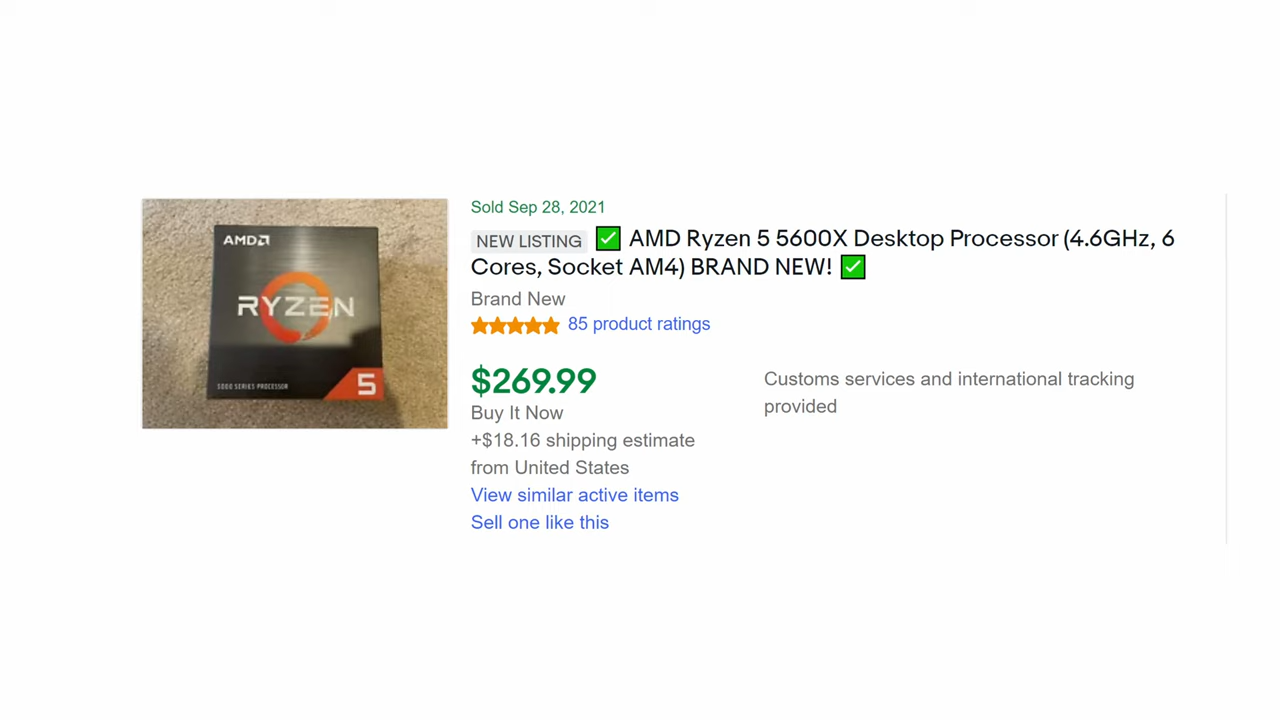 AMD
RYZEN
5000 SERIES PROCESSOR
5
Sold Sep 28, 2021
NEW LISTING ✅ AMD Ryzen 5 5600X Desktop Processor (4.6GHz, 6
Cores, Socket AM4) BRAND NEW! ✅
Brand New
85 product ratings
$269.99
Buy It Now
+$18.16 shipping estimate
from United States
View similar active items
Sell one like this
Customs services and international tracking
provided